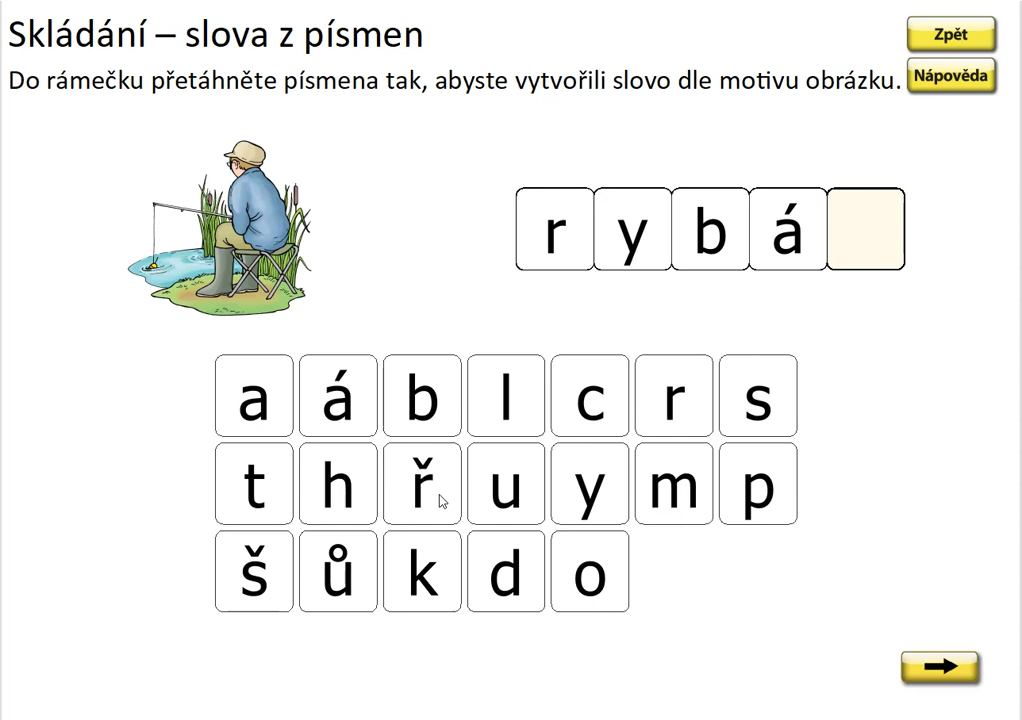 Skládání – slova z písmen
Zpět
Do rámečku přetáhněte písmena tak, abyste vytvořili slovo dle motivu obrázku.
Nápověda
r y b á
a á b l c r s
t h ř u y m p
š ů k d o